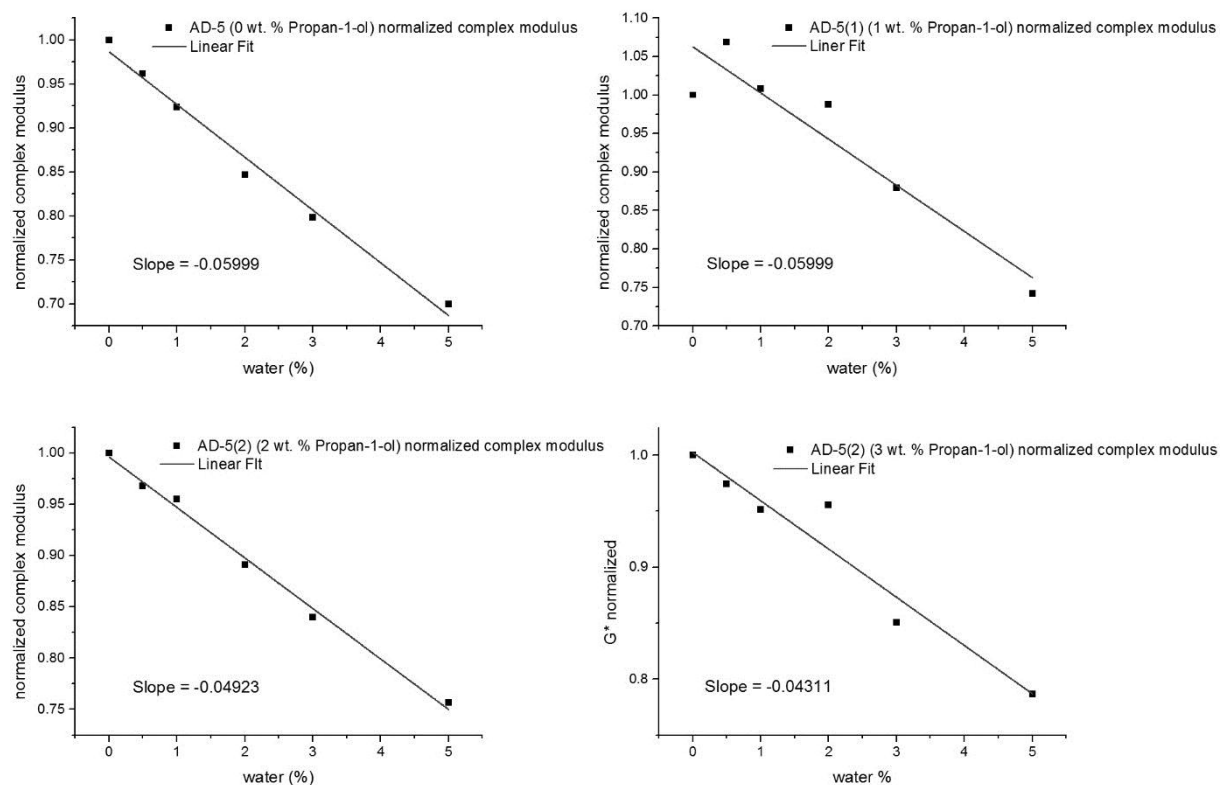 AD-5 (0 wt. % Propan-1-ol) normalized complex modulus
Linear Fit
1.00
0.95
0.90
0.85
0.80
0.75
0.70
normalized complex modulus
Slope = -0.05999
0 1 2 3 4 5
water (%)
AD-5(1) (1 wt. % Propan-1-ol) normalized complex modulus
Liner Fit
1.10
1.05
1.00
0.95
0.90
0.85
0.80
0.75
0.70
normalized complex modulus
Slope = -0.05999
0 1 2 3 4 5
water (%)
AD-5(2) (2 wt. % Propan-1-ol) normalized complex modulus
Linear FIt
1.00
0.95
0.90
0.85
0.80
0.75
normalized complex modulus
Slope = -0.04923
0 1 2 3 4 5
water (%)
AD-5(2) (3 wt. % Propan-1-ol) normalized complex modulus
Linear Fit
1.0
0.9
0.8
G* normalized
Slope = -0.04311
0 1 2 3 4 5
water %